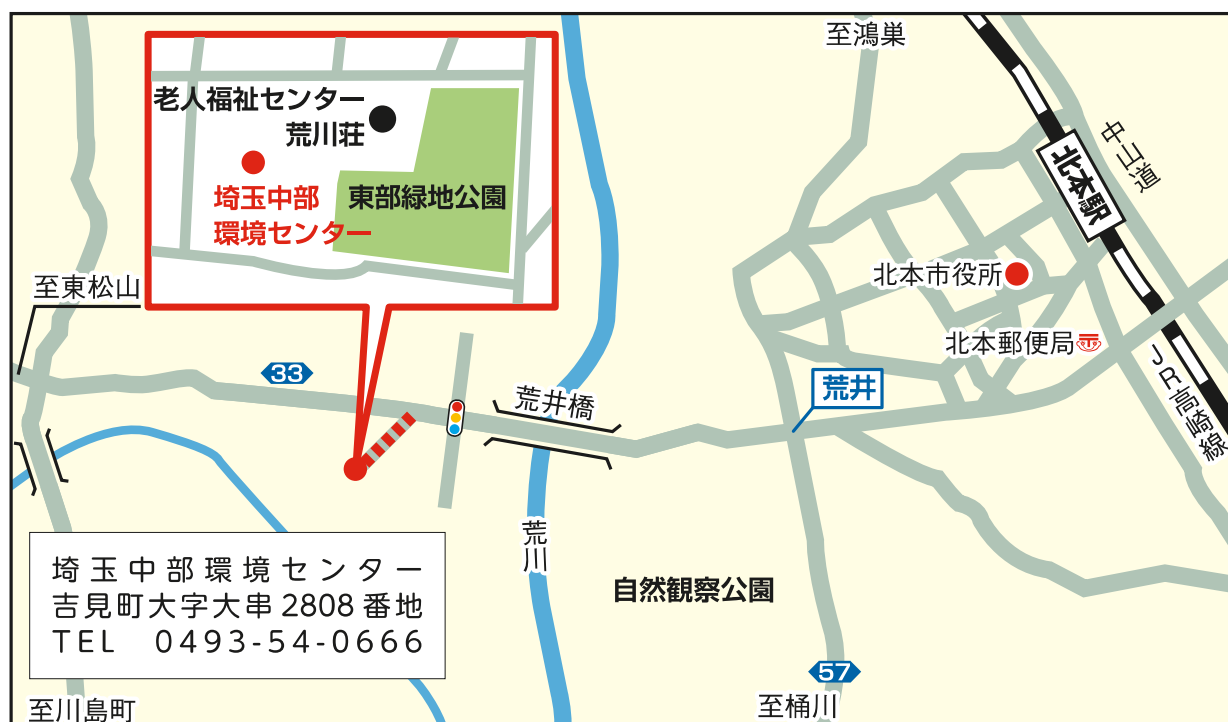 至鴻巣
中山道
北本駅
老人福祉センター
荒川荘
埼玉中部
環境センター
東部緑地公園
至東松山
北本市役所
北本郵便局
JR高崎線
33
荒井橋
荒井
荒川
自然観察公園
埼玉中部環境センター
吉見町大字大串2808番地
TEL 0493-54-0666
57
至川島町
至桶川